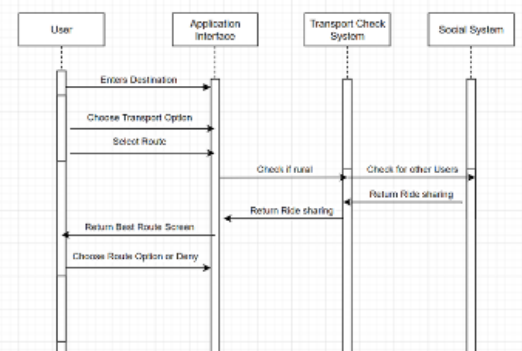 User
Application
Interface
Transport Check
System
Social System
Enters Destination
Choose Transport Option
Select Route
Check if rural
Check for other Users
Return Ride sharing
Return Ride sharing
Return Best Route Screen
Choose Route Option or Deny